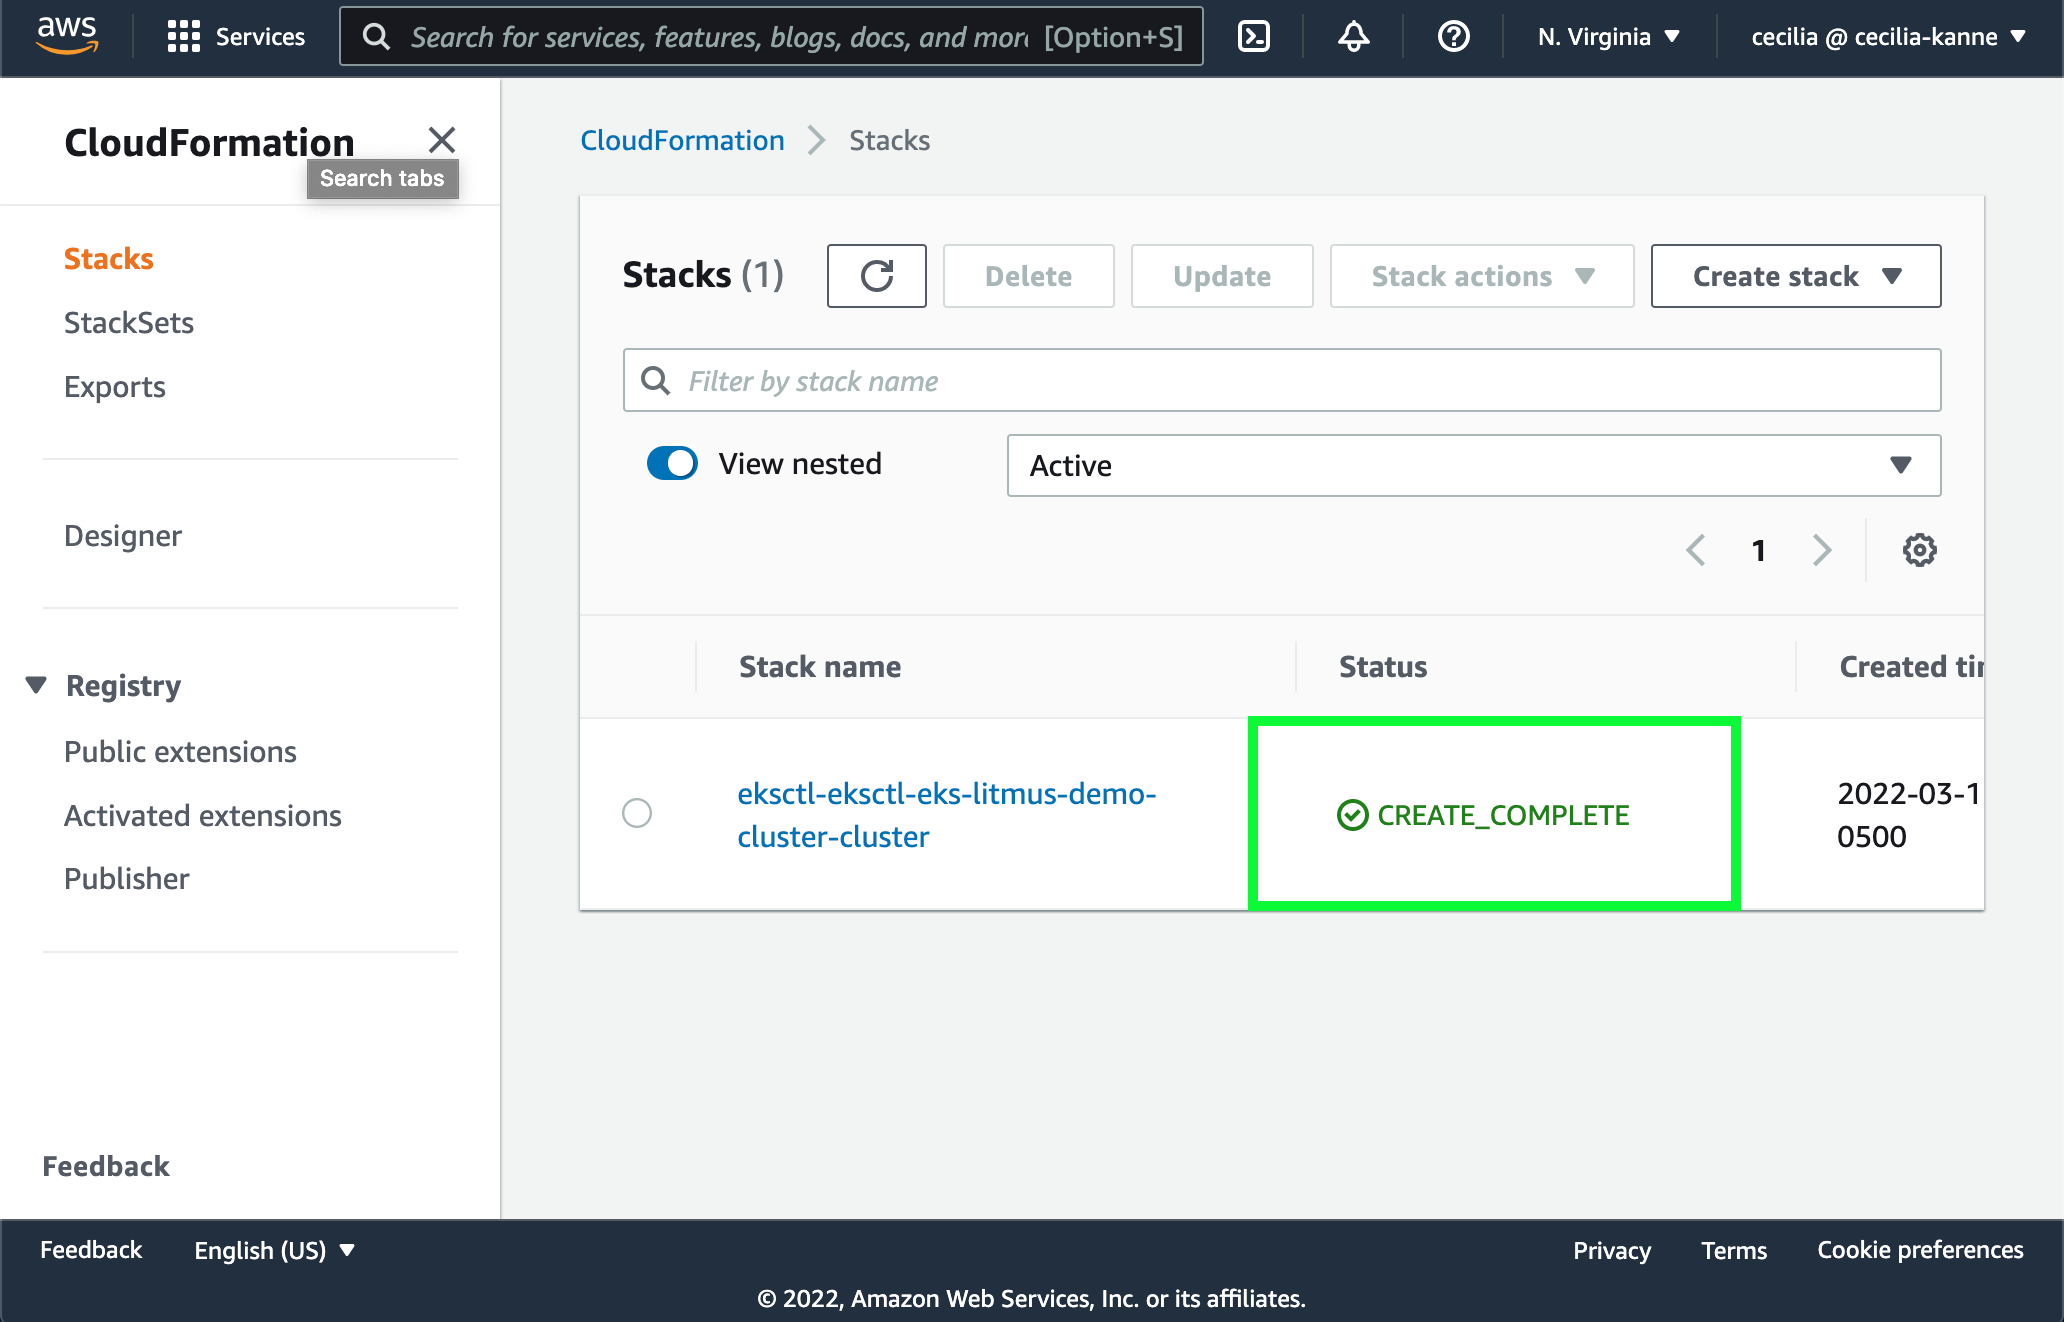 aws
Services
Search for services, features, blogs, docs, and more [Option+S]
N. Virginia
cecilia @ cecilia-kanne
CloudFormation
Search tabs
Stacks
StackSets
Exports
Designer
Registry
Public extensions
Activated extensions
Publisher
Feedback
CloudFormation
Stacks
Stacks (1)
Delete
Update
Stack actions
Create stack
Filter by stack name
View nested
Active
1
Stack name
Status
Created
eksctl-eksctl-eks-litmus-demo-
cluster-cluster
CREATE_COMPLETE
2022-03-1
0500
Feedback
English (US)
Privacy
Terms
Cookie preferences
© 2022, Amazon Web Services, Inc. or its affiliates.